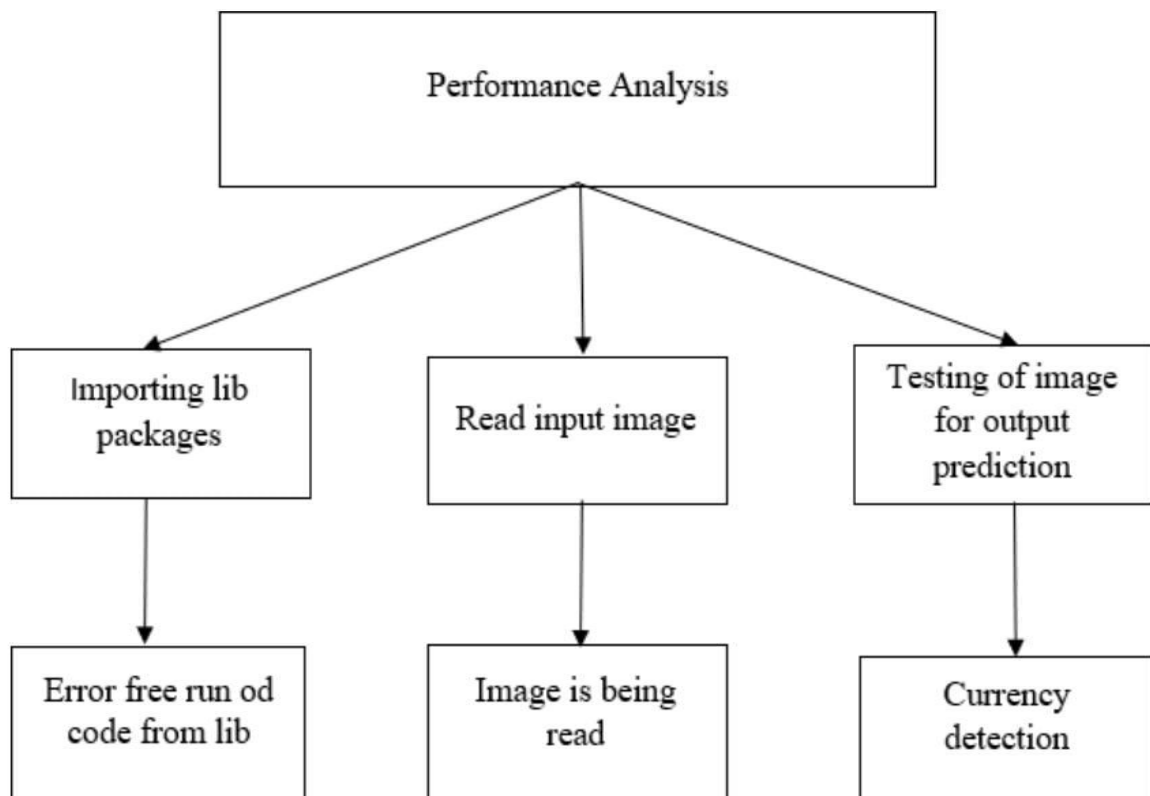 Performance Analysis
Importing lib
packages
Read input image
Testing of image
for output
prediction
Error free run od
code from lib
Image is being
read
Currency
detection